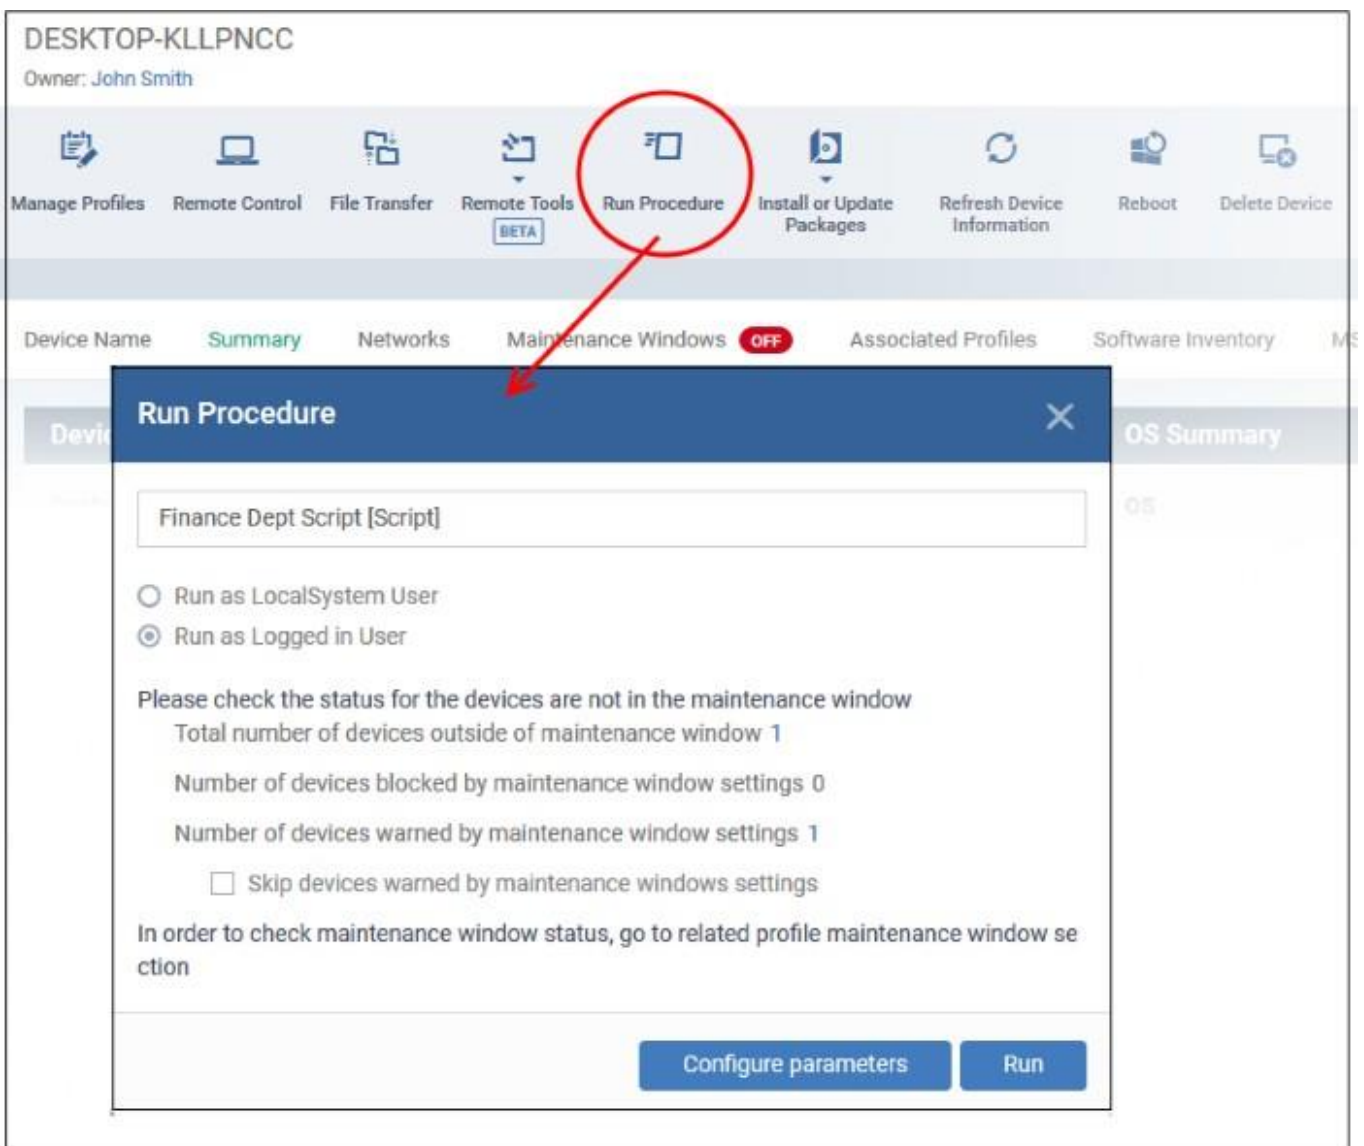 DESKTOP-KLLPNCC
Owner: John Smith
Manage Profiles
Remote Control
File Transfer
Remote Tools
BETA
Run Procedure
Install or Update
Packages
Refresh Device
Information
Reboot
Delete Device
Device Name
Summary
Networks
Maintenance Windows OFF
Associated Profiles
Software Inventory
MS
Devic
OS Summary
OS
Run Procedure
Finance Dept Script [Script]
Run as LocalSystem User
Run as Logged in User
Please check the status for the devices are not in the maintenance window
Total number of devices outside of maintenance window 1
Number of devices blocked by maintenance window settings 0
Number of devices warned by maintenance window settings 1
Skip devices warned by maintenance windows settings
In order to check maintenance window status, go to related profile maintenance window se
ction
Configure parameters
Run